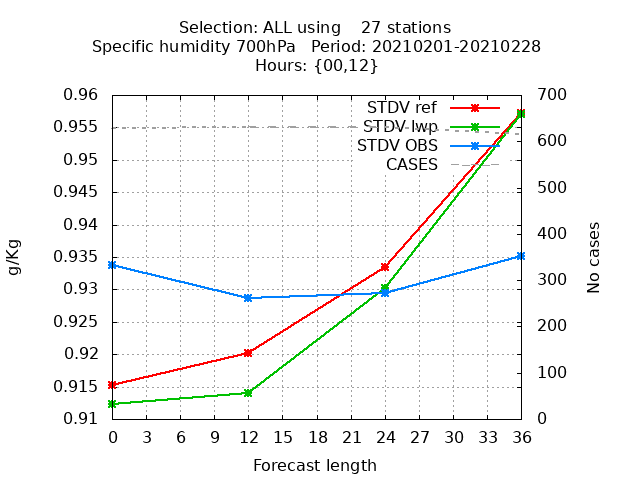 Selection: ALL using    27 stations
Specific humidity 700hPa   Period: 20210201-20210228
Hours: {00,12}
0.96
0.955
0.95
0.945
0.94
0.935
0.93
0.925
0.92
0.915
0.91
g/Kg
STDV ref
STDV lwp
STDV OBS
CASES
700
600
500
400
300
200
100
0
No cases
0 3 6 9 12 15 18 21 24 27 30 33 36
Forecast length